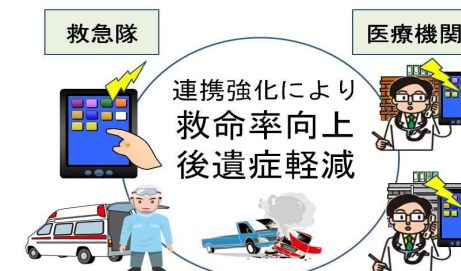 救急隊
医療機関
連携強化により
救命率向上
後遺症軽減